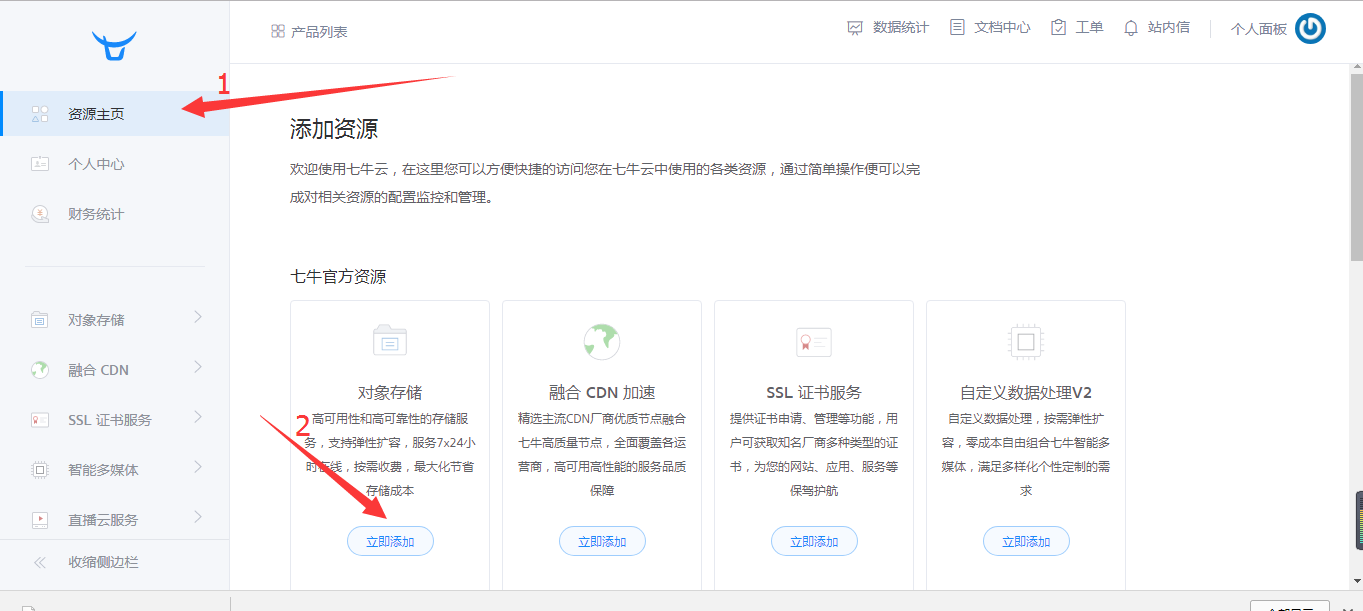 产品列表
数据统计
文档中心
工单
站内信
个人面板
1
资源主页
个人中心
财务统计
对象存储
融合 CDN
SSL 证书服务
智能多媒体
直播云服务
收缩侧边栏
添加资源
欢迎使用七牛云，在这里您可以方便快捷的访问您在七牛云中使用的各类资源，通过简单操作便可以完
成对相关资源的配置监控和管理。
七牛官方资源
对象存储
2
高可用性和高可靠性的存储服
务，支持弹性扩容，服务7x24小
时在线，按需收费，最大化节省
存储成本
立即添加
融合 CDN 加速
精选主流CDN厂商优质节点融合
七牛高质量节点，全面覆盖各运
营商，高可用高性能的服务品质
保障
立即添加
SSL 证书服务
提供证书申请、管理等功能，用
户可获取知名厂商多种类型的证
书，为您的网站、应用、服务等
保驾护航
立即添加
自定义数据处理V2
自定义数据处理，按需弹性扩
容，零成本自由组合七牛智能多
媒体，满足多样化个性定制的需
求
立即添加